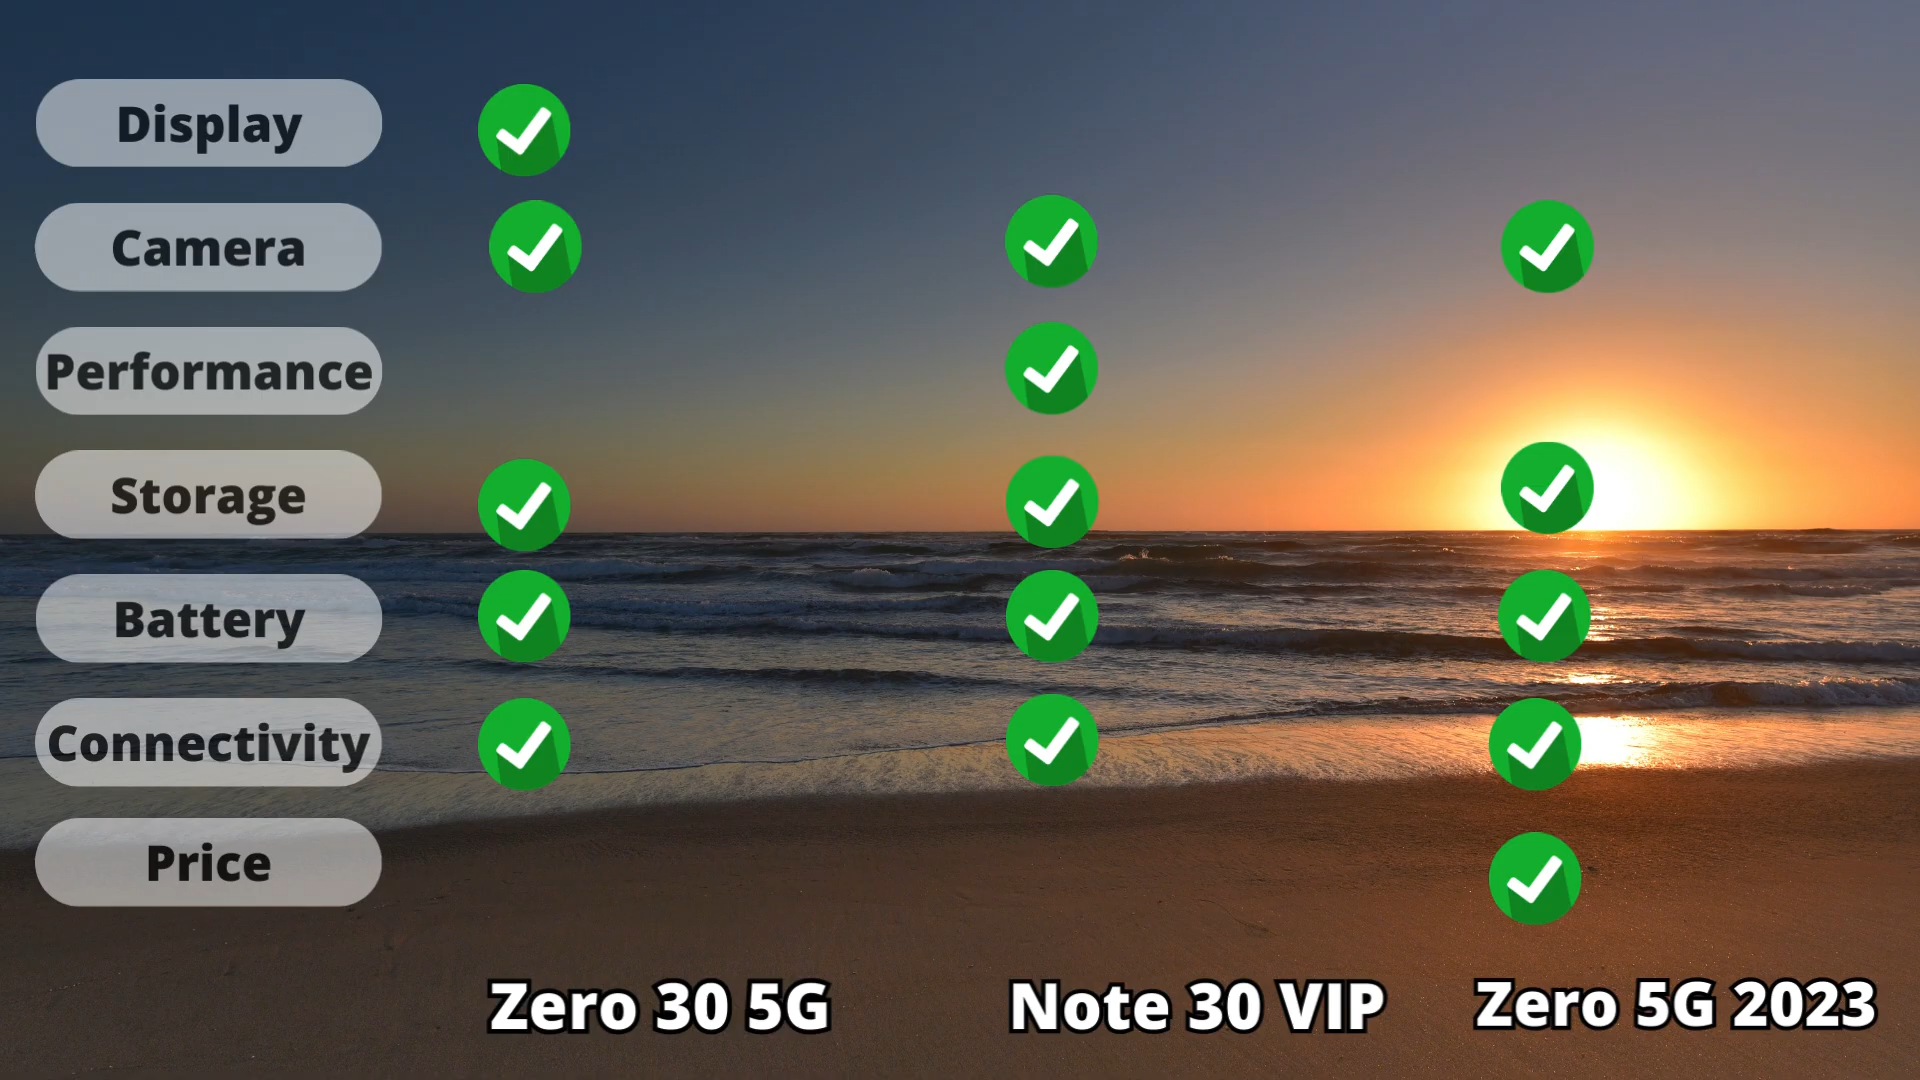 Display
Camera
Performance
Storage
Battery
Connectivity
Price
Zero 30 5G
Note 30 VIP
Zero 5G 2023